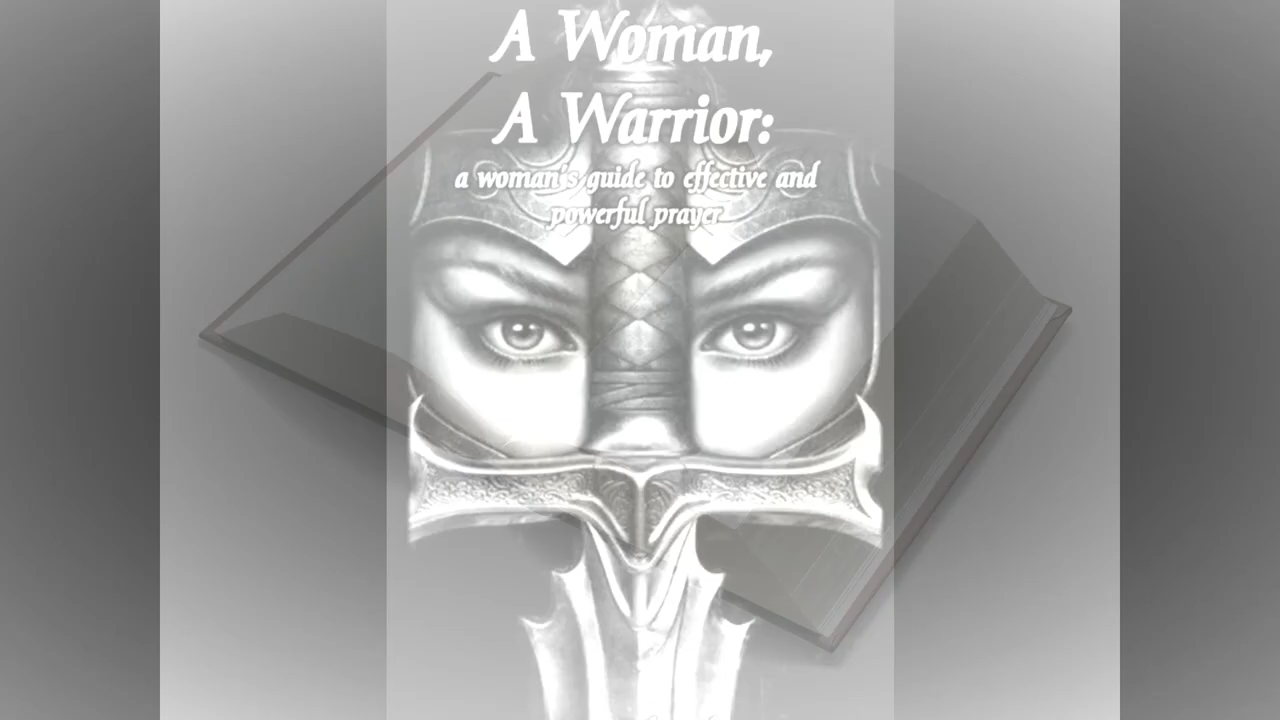 A Woman,
A Warrior:
a woman's guide to effective and
powerful prayer